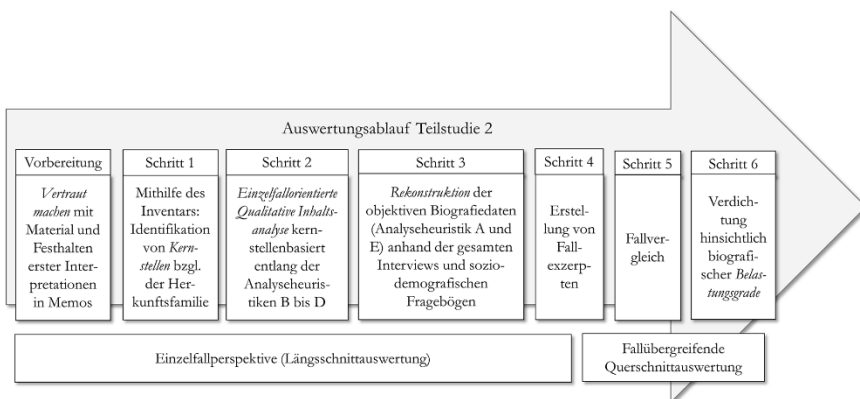 Auswertungsablauf Teilstudie 2
Vorbereitung
Vertraut
machen mit
Material und
Festhalten
erster Inter-
pretationen
in Memos
Schritt 1
Mithilfe des
Inventars:
Identifikation
von Kern-
stellen bzgl.
der Her-
kunftsfamilie
Schritt 2
Einzelfallorientierte
Qualitative Inhalts-
analyse kern-
stellenbasiert
entlang der
Analyseheuris-
tiken B bis D
Schritt 3
Rekonstruktion der
objektiven Biografiedaten
(Analyseheuristik A und
E) anhand der gesamten
Interviews und sozio-
demografischen
Fragebögen
Schritt 4
Erstellung
von Fall-
exzerp-
ten
Schritt 5
Fallver-
gleich
Schritt 6
Verdich-
tung
hinsichtlich
biografi-
scher Belas-
tungsgrade
Einzelfallperspektive (Längsschnittauswertung)
Fallübergreifende
Querschnittauswertung